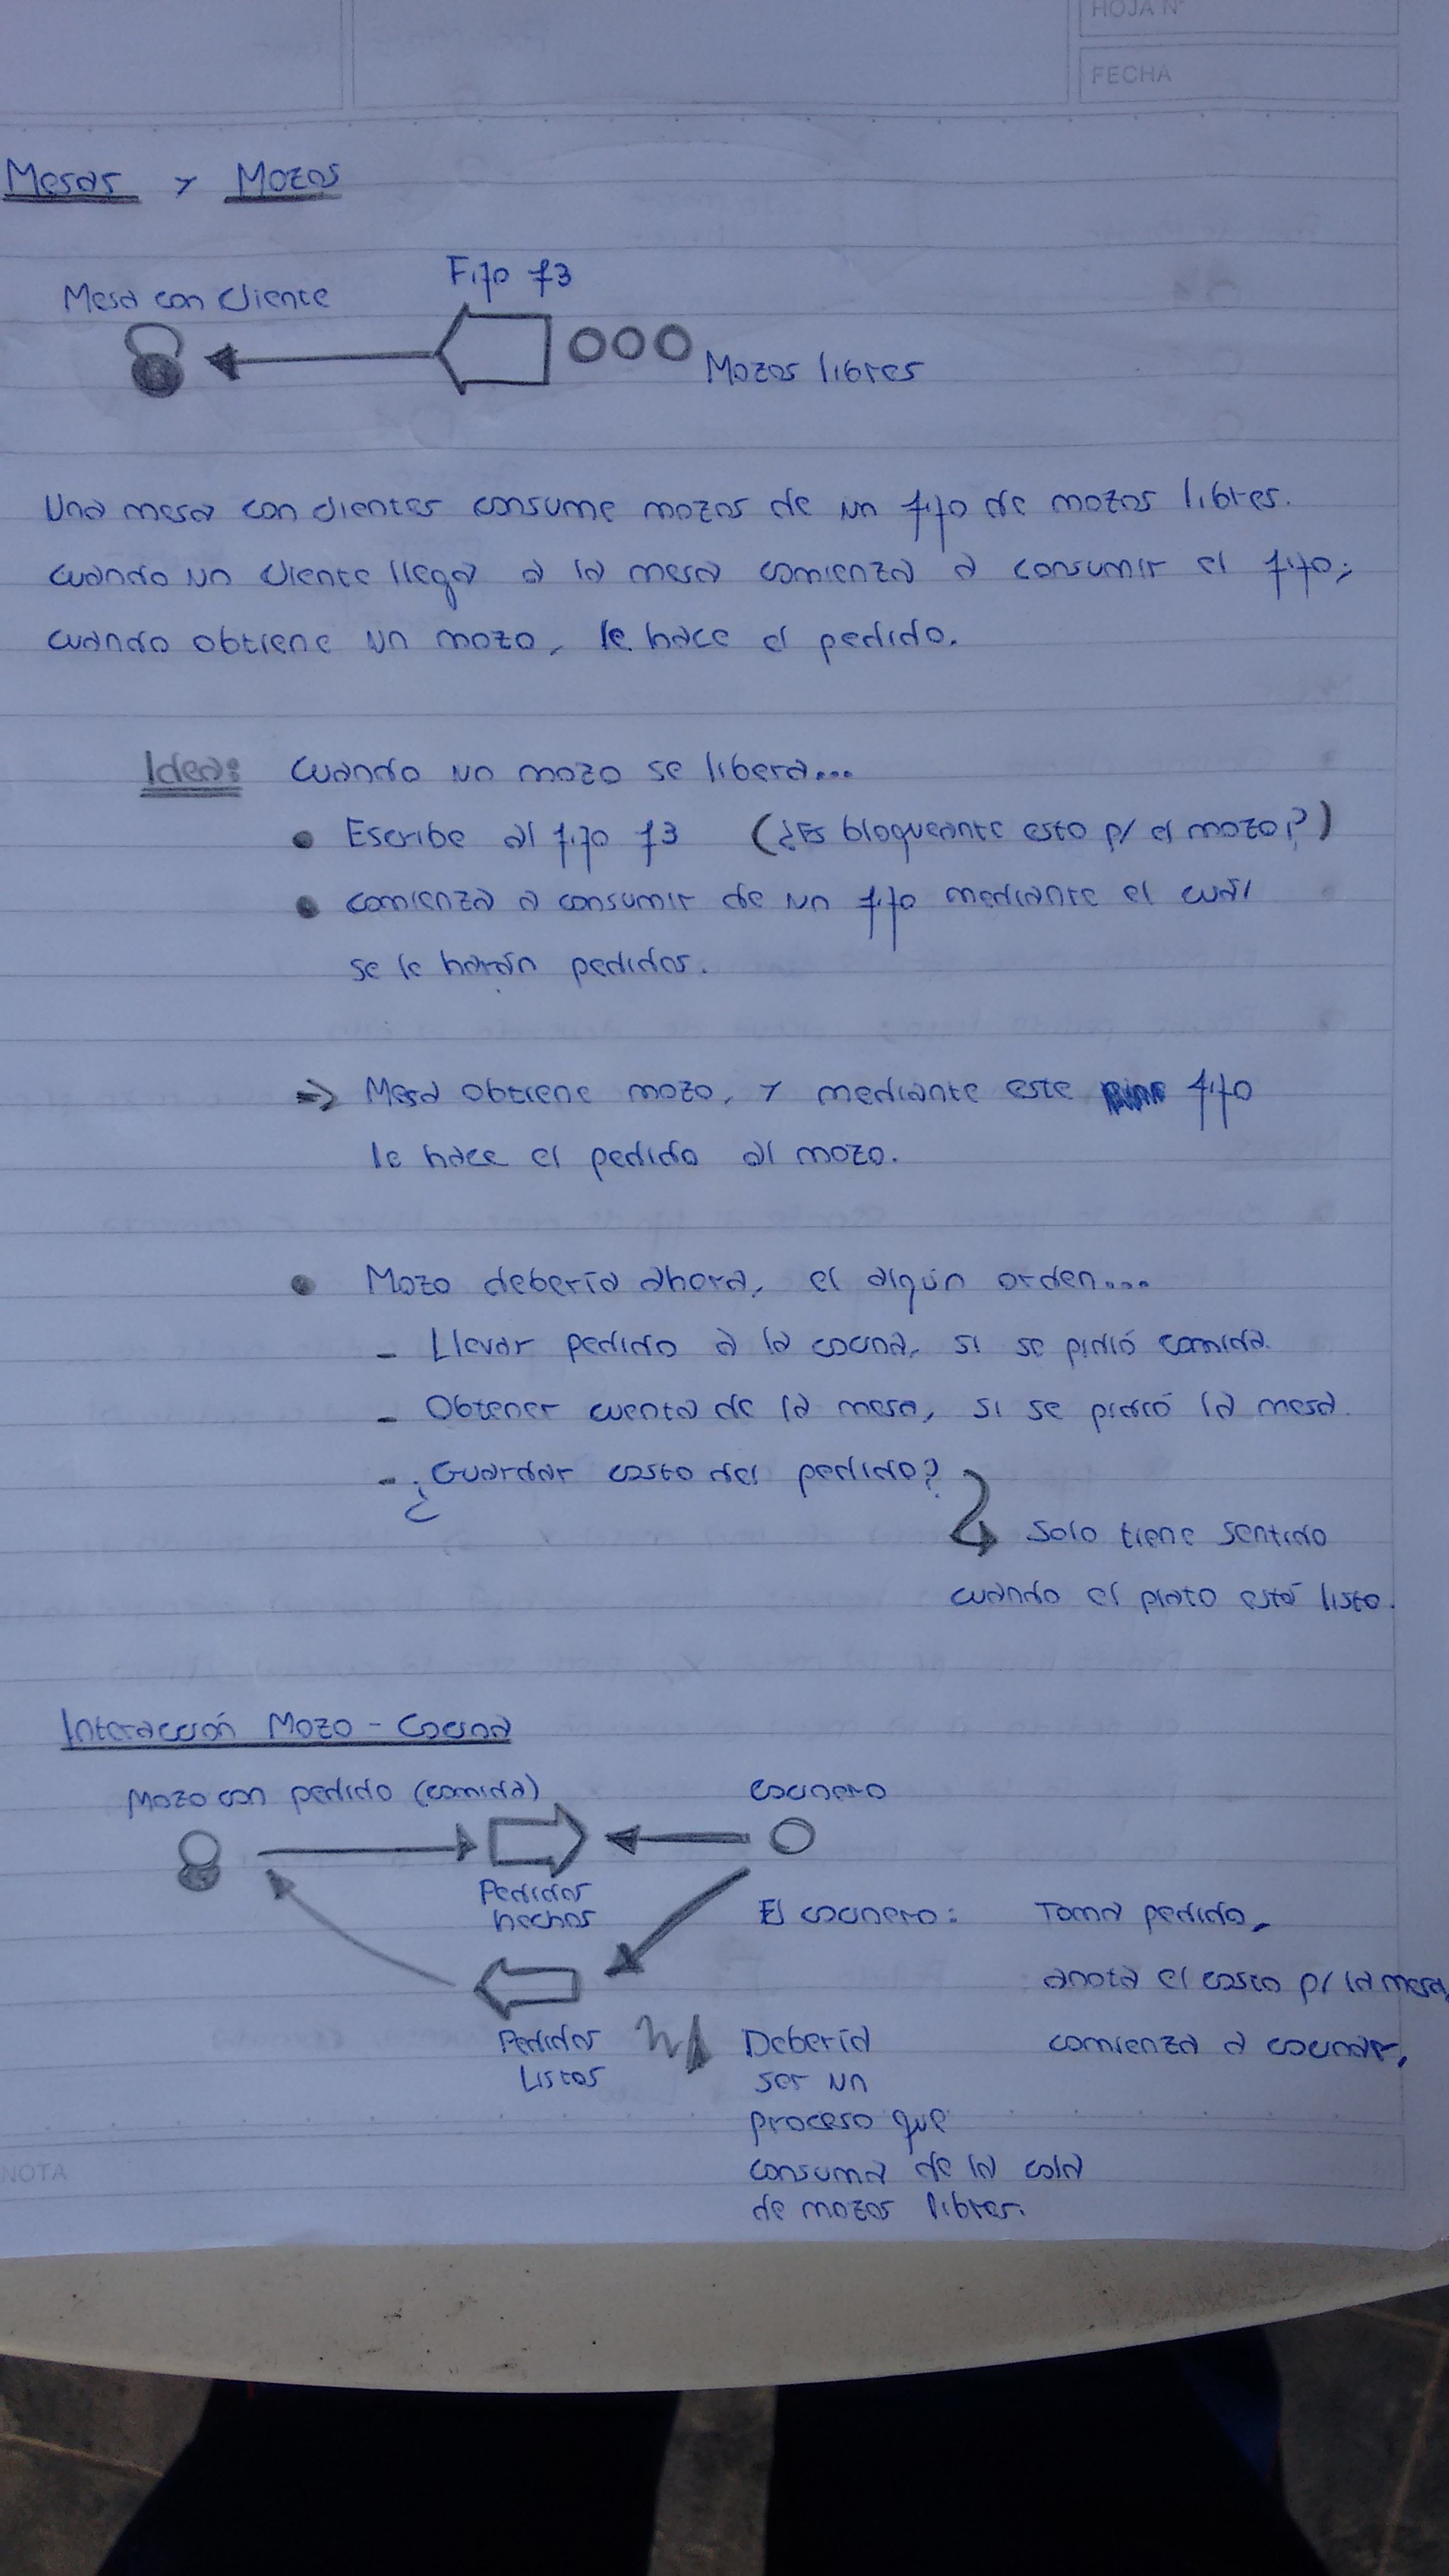 HOJA N°
FECHA
Mesas y Mozos
Fifo f3
Mesa con cliente
Mozos libres
Una mesa con clientes consume mozos de un fifo de mozos libres.
Cuando un cliente llega a la mesa comienza a consumir el fifo;
cuando obtiene un mozo, le hace el pedido.
Idea: Cuando un mozo se libera...
● Escribe al fifo f3 (¿Es bloqueante esto p/ el mozo?)
● comienza a consumir de un fifo mediante el cuál
se le harán pedidos.
⇒ Mesa obtiene mozo, y mediante este fifo
le hace el pedido al mozo.
● Mozo debería ahora, el algún orden...
- Llevar pedido a la cocina, si se pidió comida.
- Obtener cuenta de la mesa, si se pidió la mesa.
- ¿Guardar costo del pedido?
Solo tiene sentido
cuando el plato está listo.
Interacción Mozo - Cocina
Mozo con pedido (comida) Cocinero
Pedidos
hechos
El cocinero: Toma pedido,
anota el costo p/ la mesa,
comienza a cocinar.
Pedidos
Listos
Debería
ser un
proceso que
consuma de la cola
de mozos libres.
NOTA